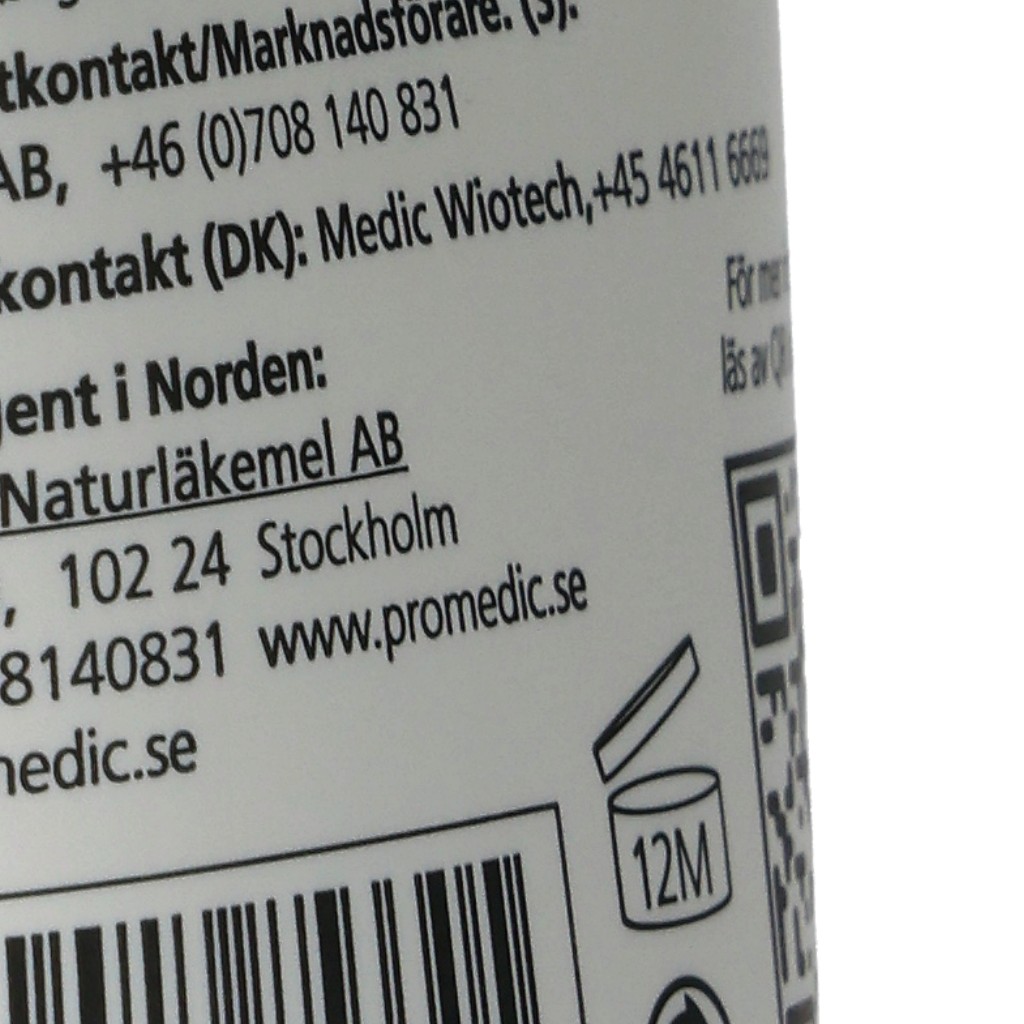 tkontakt/Marknadsförare. (S):
AB, +46 (0)708 140 831
kontakt (DK): Medic Wiotech,+45 4611 6669
För mer
läs av
gent i Norden:
Naturläkemel AB
, 102 24 Stockholm
8140831 www.promedic.se
medic.se
12M